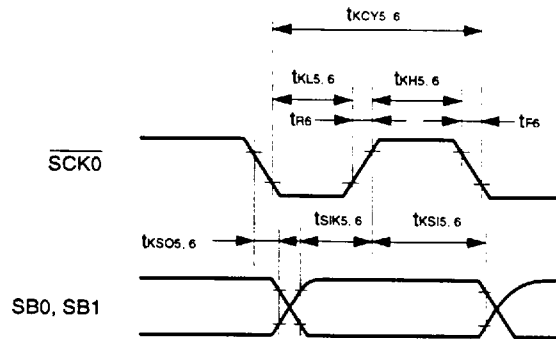 tKCY5, 6
tKL5, 6 tKH5, 6
tR6 tF6
SCK0
tSIK5, 6 tKSI5, 6
tKSO5, 6
SB0, SB1